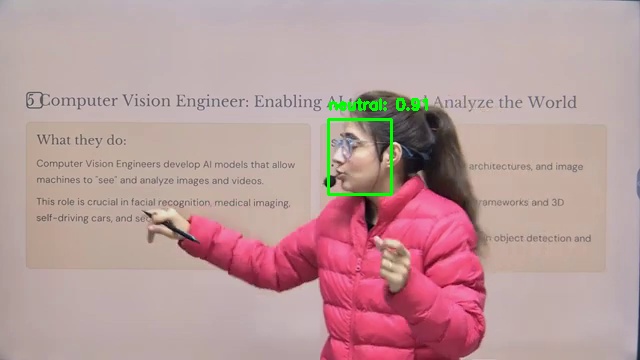 5 Computer Vision Engineer: Enabling AI Analyze the World
neutral: 0.91
What they do:
Computer Vision Engineers develop AI models that allow
machines to "see" and analyze images and videos.
This role is crucial in facial recognition, medical imaging,
self-driving cars, and
architectures, and image
frameworks and 3D
object detection and